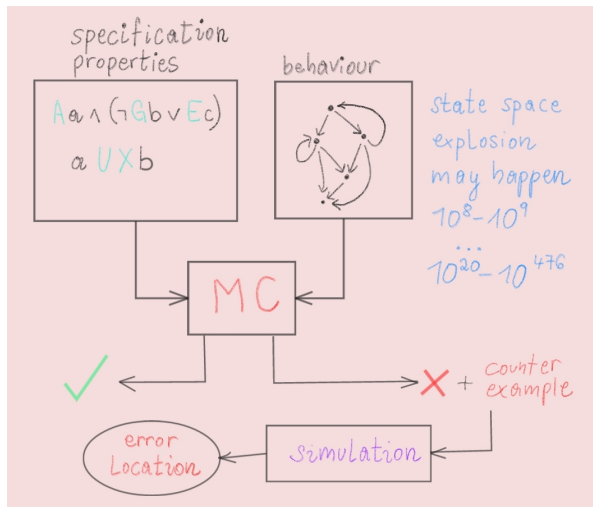 specification
properties
Aa ∧ (¬Gb ∨ Ec)
a UXb
behaviour
state space
explosion
may happen
10⁸-10⁹
...
10²⁰-10⁴⁷⁶
MC
+ counter
example
simulation
error
Location